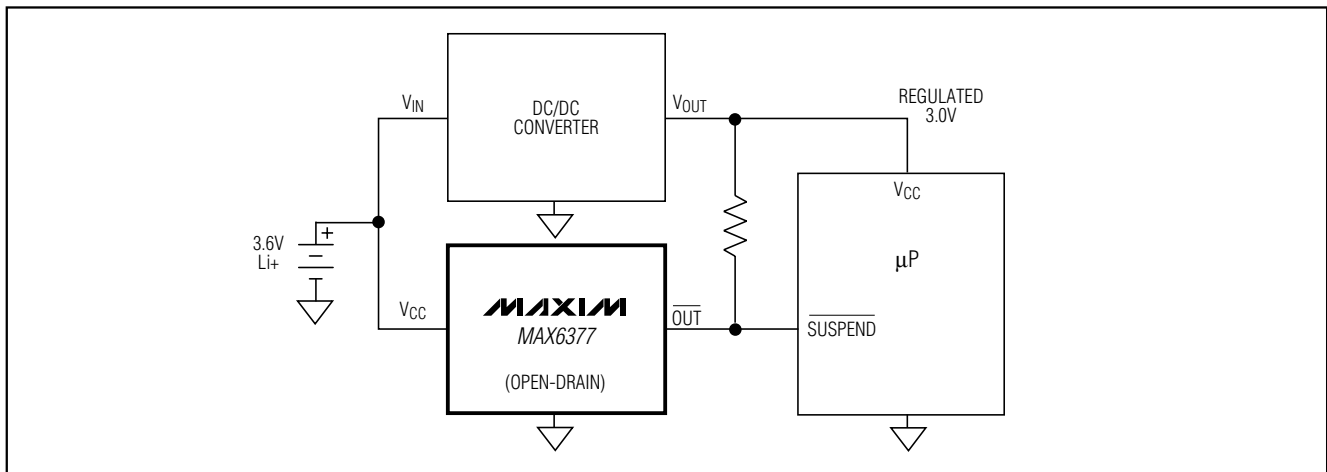 VIN
DC/DC
CONVERTER
VOUT
REGULATED
3.0V
VCC
3.6V
Li+
+
VCC
MAXIM
MAX6377
(OPEN-DRAIN)
OUT
SUSPEND
µP